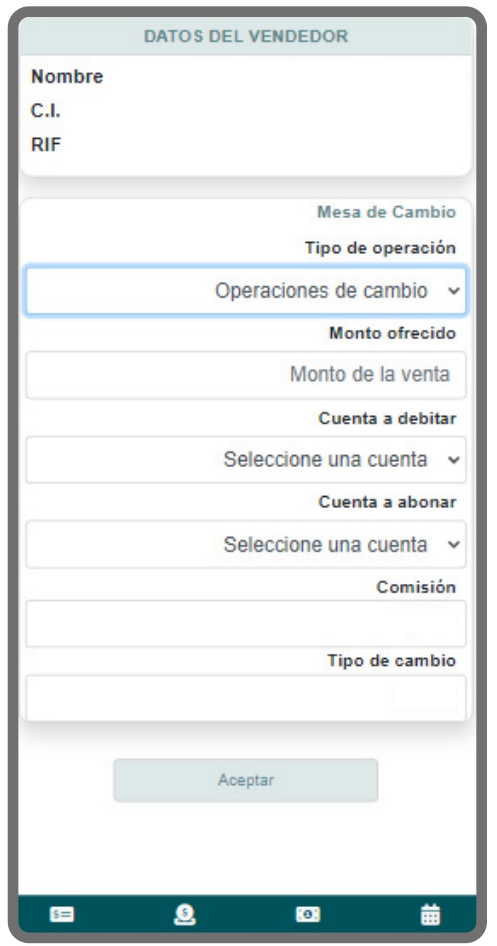 DATOS DEL VENDEDOR
Nombre
C.I.
RIF
Mesa de Cambio
Tipo de operación
Operaciones de cambio
Monto ofrecido
Monto de la venta
Cuenta a debitar
Seleccione una cuenta
Cuenta a abonar
Seleccione una cuenta
Comisión
Tipo de cambio
Aceptar